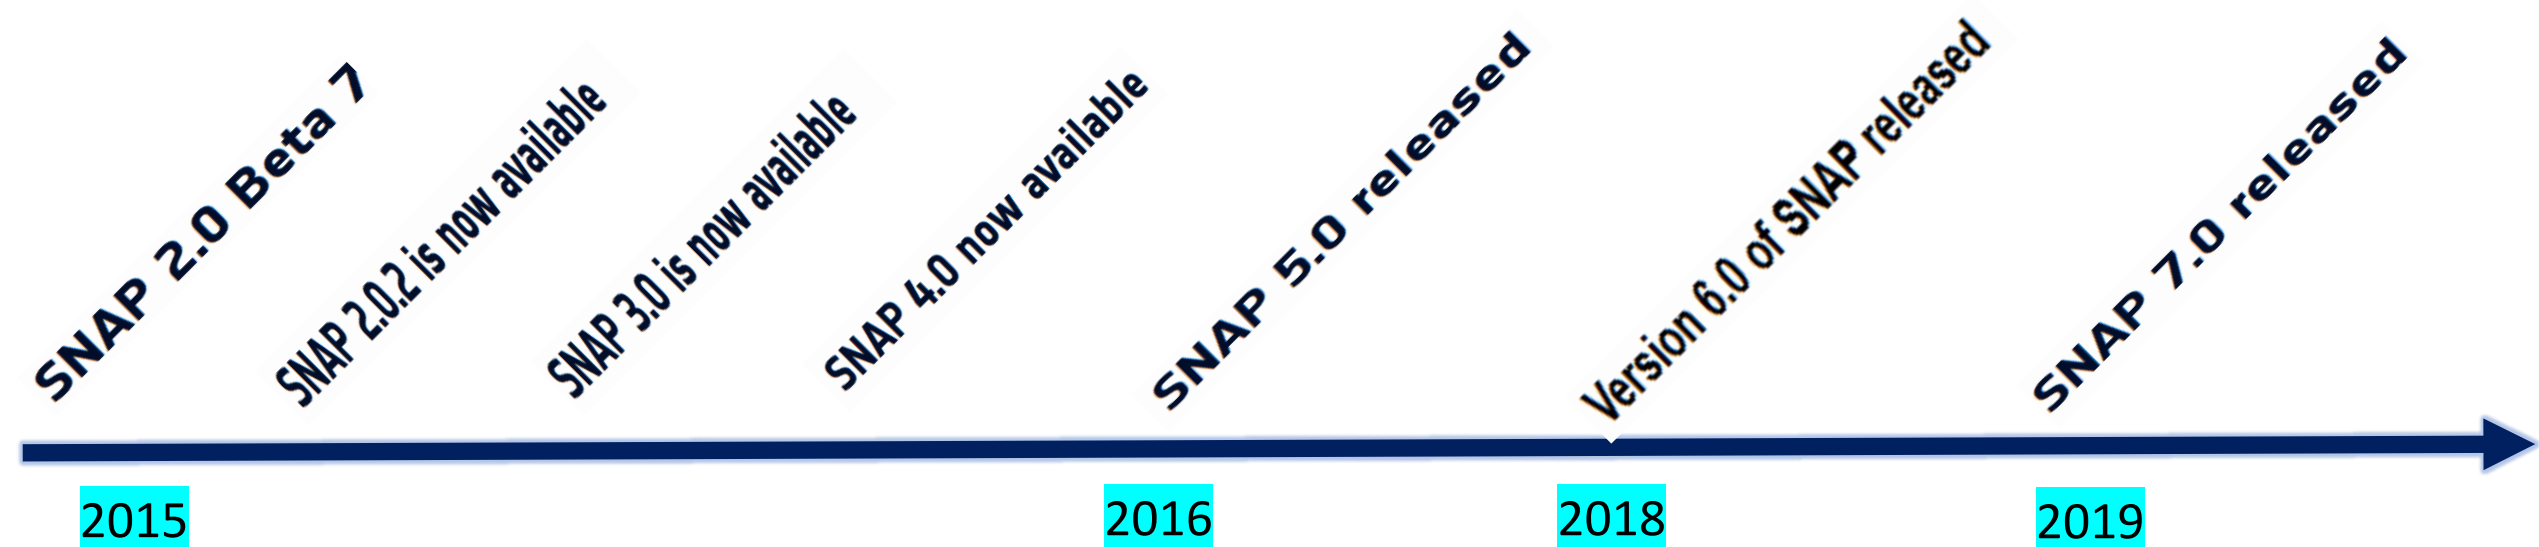 SNAP 2.0 Beta 7
SNAP 2.0.2 is now available
SNAP 3.0 is now available
SNAP 4.0 now available
SNAP 5.0 released
Version 6.0 of SNAP released
SNAP 7.0 released
2015
2016
2018
2019